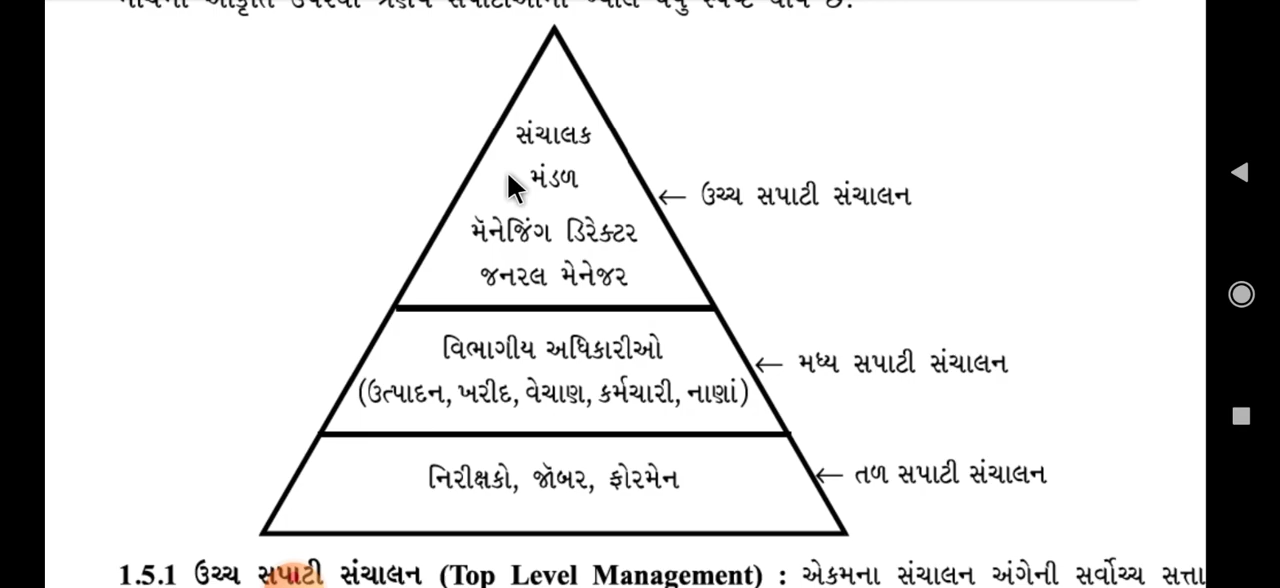 સંચાલક
મંડળ
મૅનેજિંગ ડિરેક્ટર
જનરલ મેનેજર
← ઉચ્ચ સપાટી સંચાલન
વિભાગીય અધિકારીઓ
(ઉત્પાદન, ખરીદ, વેચાણ, કર્મચારી, નાણાં)
← મધ્ય સપાટી સંચાલન
નિરીક્ષકો, જૉબર, ફોરમેન
← તળ સપાટી સંચાલન
1.5.1 ઉચ્ચ સપાટી સંચાલન (Top Level Management) : એકમના સંચાલન અંગેની સર્વોચ્ચ સત્તા